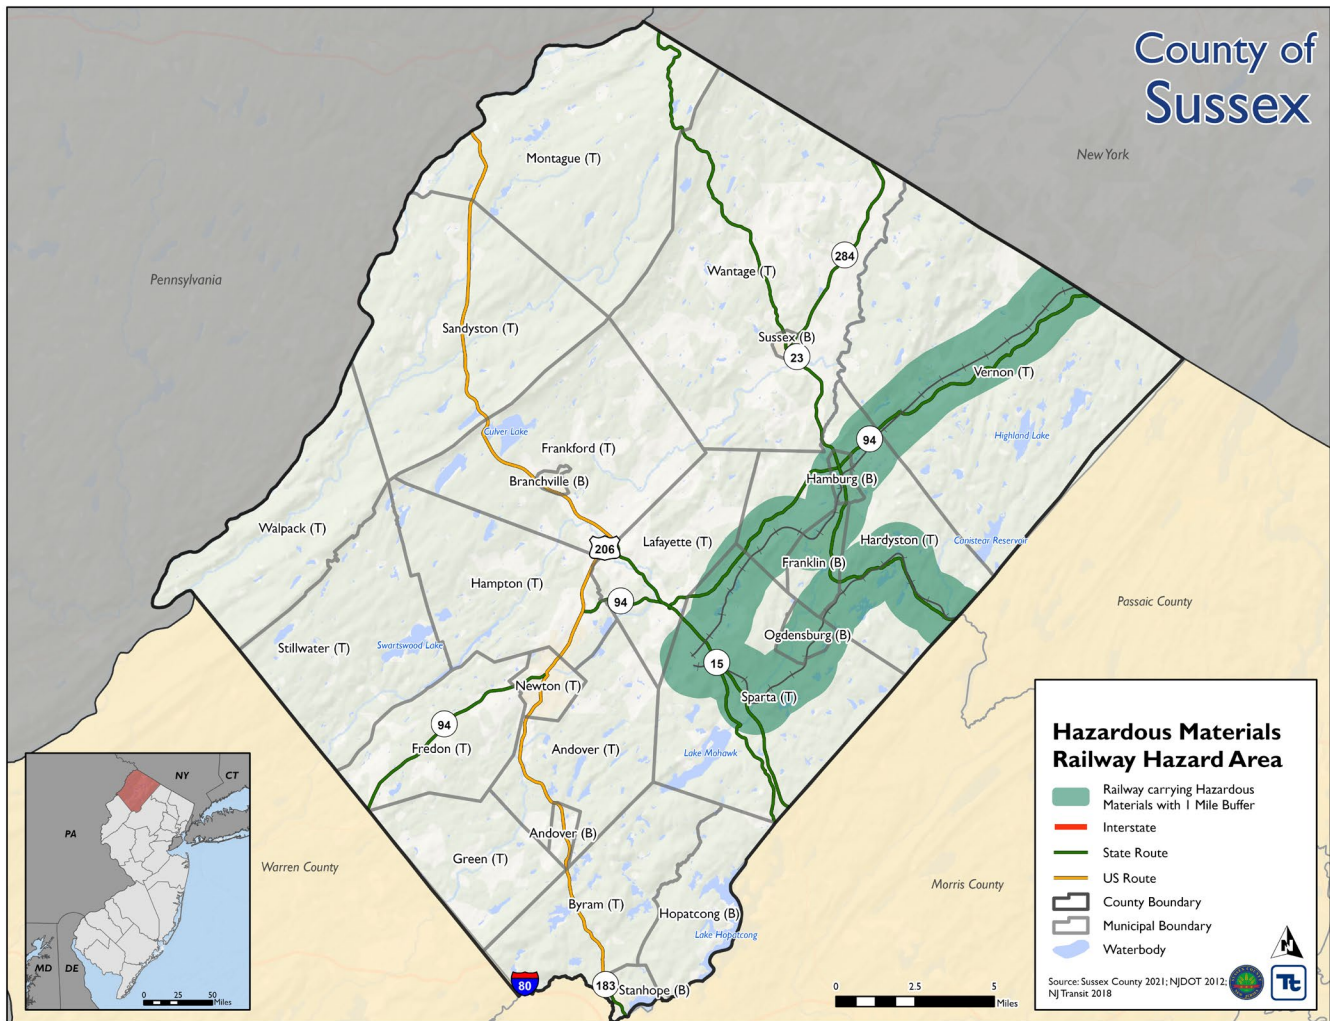 County of
Sussex
New York
Pennsylvania
Montague (T)
284
Wantage (T)
Sandyston (T)
Sussex (B)
23
Vernon (T)
Culver Lake
Highland Lake
94
Frankford (T)
Branchville (B)
Hamburg (B)
Walpack (T)
206
Lafayette (T)
Hardyston (T)
Canistear Reservoir
Franklin (B)
Hampton (T)
94
Passaic County
Ogdensburg (B)
Stillwater (T)
Swartswood Lake
15
Newton (T)
Sparta (T)
94
Fredon (T)
Andover (T)
Lake Mohawk
Andover (B)
Green (T)
Warren County
Morris County
Byram (T)
Hopatcong (B)
Lake Hopatcong
80
183
Stanhope (B)
NY
CT
PA
MD
DE
0 25 50
Miles
0 2.5 5
Miles
Hazardous Materials
Railway Hazard Area
Railway carrying Hazardous
Materials with 1 Mile Buffer
Interstate
State Route
US Route
County Boundary
Municipal Boundary
Waterbody
N
Source: Sussex County 2021; NJDOT 2012;
NJ Transit 2018
Tt